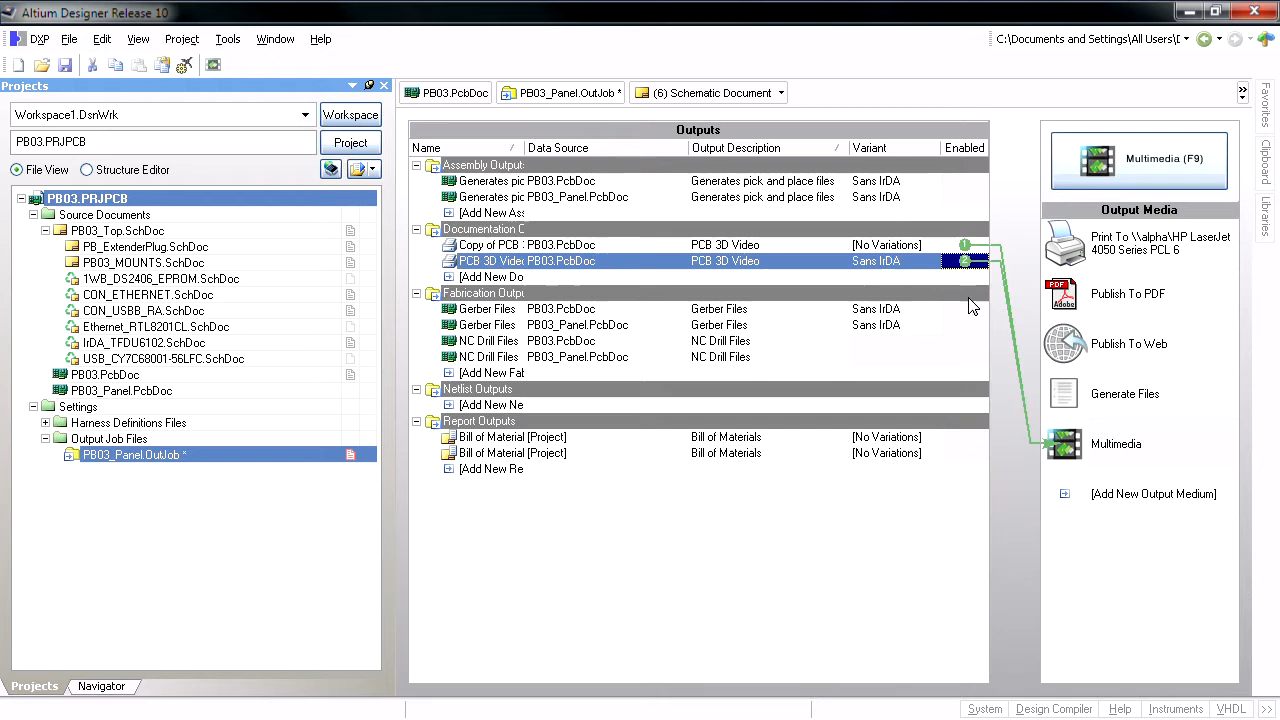 Altium Designer Release 10
DXP File Edit View Project Tools Window Help
C:\Documents and Settings\All Users\D
Projects
Workspace1.DsnWrk Workspace
PB03.PRJPCB Project
File View Structure Editor
PB03.PRJPCB
Source Documents
PB03_Top.SchDoc
PB_ExtenderPlug.SchDoc
PB03_MOUNTS.SchDoc
1WB_DS2406_EPROM.SchDoc
CON_ETHERNET.SchDoc
CON_USBB_RA.SchDoc
Ethernet_RTL8201CL.SchDoc
IrDA_TFDU6102.SchDoc
USB_CY7C68001-56LFC.SchDoc
PB03.PcbDoc
PB03_Panel.PcbDoc
Settings
Harness Definitions Files
Output Job Files
PB03_Panel.OutJob *
Projects Navigator
PB03.PcbDoc PB03_Panel.OutJob * (6) Schematic Document
Outputs
Name Data Source Output Description Variant Enabled
Assembly Outputs
Generates pic PB03.PcbDoc Generates pick and place files Sans IrDA
Generates pic PB03_Panel.PcbDoc Generates pick and place files Sans IrDA
[Add New Ass
Documentation O
Copy of PCB : PB03.PcbDoc PCB 3D Video [No Variations] 1
PCB 3D Video PB03.PcbDoc PCB 3D Video Sans IrDA 2
[Add New Do
Fabrication Outpu
Gerber Files PB03.PcbDoc Gerber Files Sans IrDA
Gerber Files PB03_Panel.PcbDoc Gerber Files Sans IrDA
NC Drill Files PB03.PcbDoc NC Drill Files
NC Drill Files PB03_Panel.PcbDoc NC Drill Files
[Add New Fab
Netlist Outputs
[Add New Ne
Report Outputs
Bill of Material [Project] Bill of Materials [No Variations]
Bill of Material [Project] Bill of Materials [No Variations]
[Add New Re
Multimedia (F9)
Output Media
Print To \\alpha\HP LaserJet
4050 Series PCL 6
PDF
Adobe
Publish To PDF
Publish To Web
Generate Files
Multimedia
[Add New Output Medium]
Favorites
Clipboard
Libraries
System Design Compiler Help Instruments VHDL >>